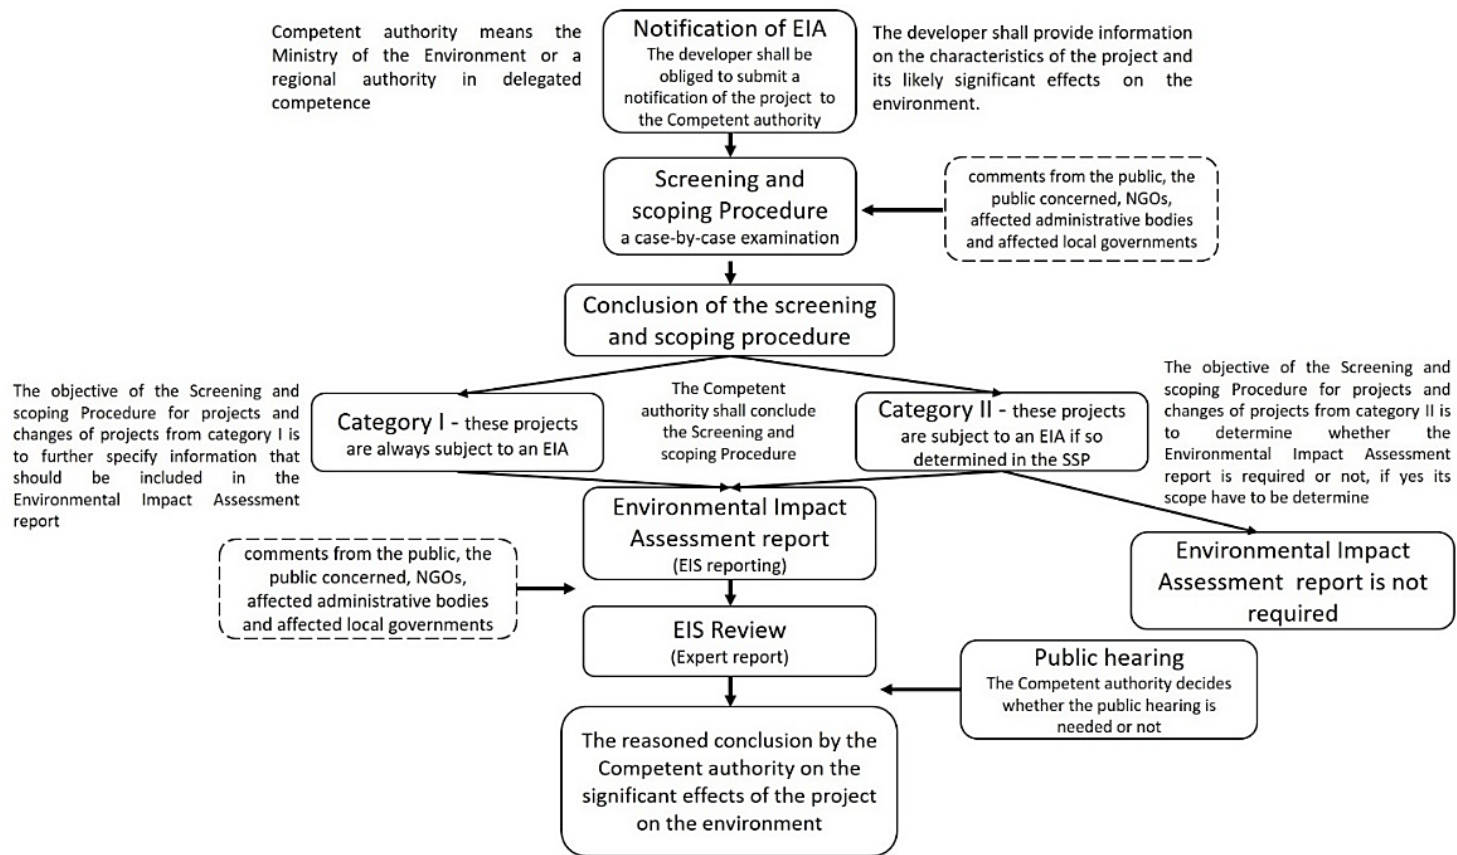 Competent authority means the
Ministry of the Environment or a
regional authority in delegated
competence
Notification of EIA
The developer shall be
obliged to submit a
notification of the project to
the Competent authority
The developer shall provide information
on the characteristics of the project and
its likely significant effects on the
environment.
Screening and
scoping Procedure
a case-by-case examination
comments from the public, the
public concerned, NGOs,
affected administrative bodies
and affected local governments
Conclusion of the screening
and scoping procedure
The objective of the Screening and
scoping Procedure for projects and
changes of projects from category I is
to further specify information that
should be included in the
Environmental Impact Assessment
report
Category I - these projects
are always subject to an EIA
The Competent
authority shall conclude
the Screening and
scoping Procedure
Category II - these projects
are subject to an EIA if so
determined in the SSP
The objective of the Screening and
scoping Procedure for projects and
changes of projects from category II is
to determine whether the
Environmental Impact Assessment
report is required or not, if yes its
scope have to be determine
Environmental Impact
Assessment report
(EIS reporting)
Environmental Impact
Assessment report is not
required
comments from the public, the
public concerned, NGOs,
affected administrative bodies
and affected local governments
EIS Review
(Expert report)
Public hearing
The Competent authority decides
whether the public hearing is
needed or not
The reasoned conclusion by the
Competent authority on the
significant effects of the project
on the environment